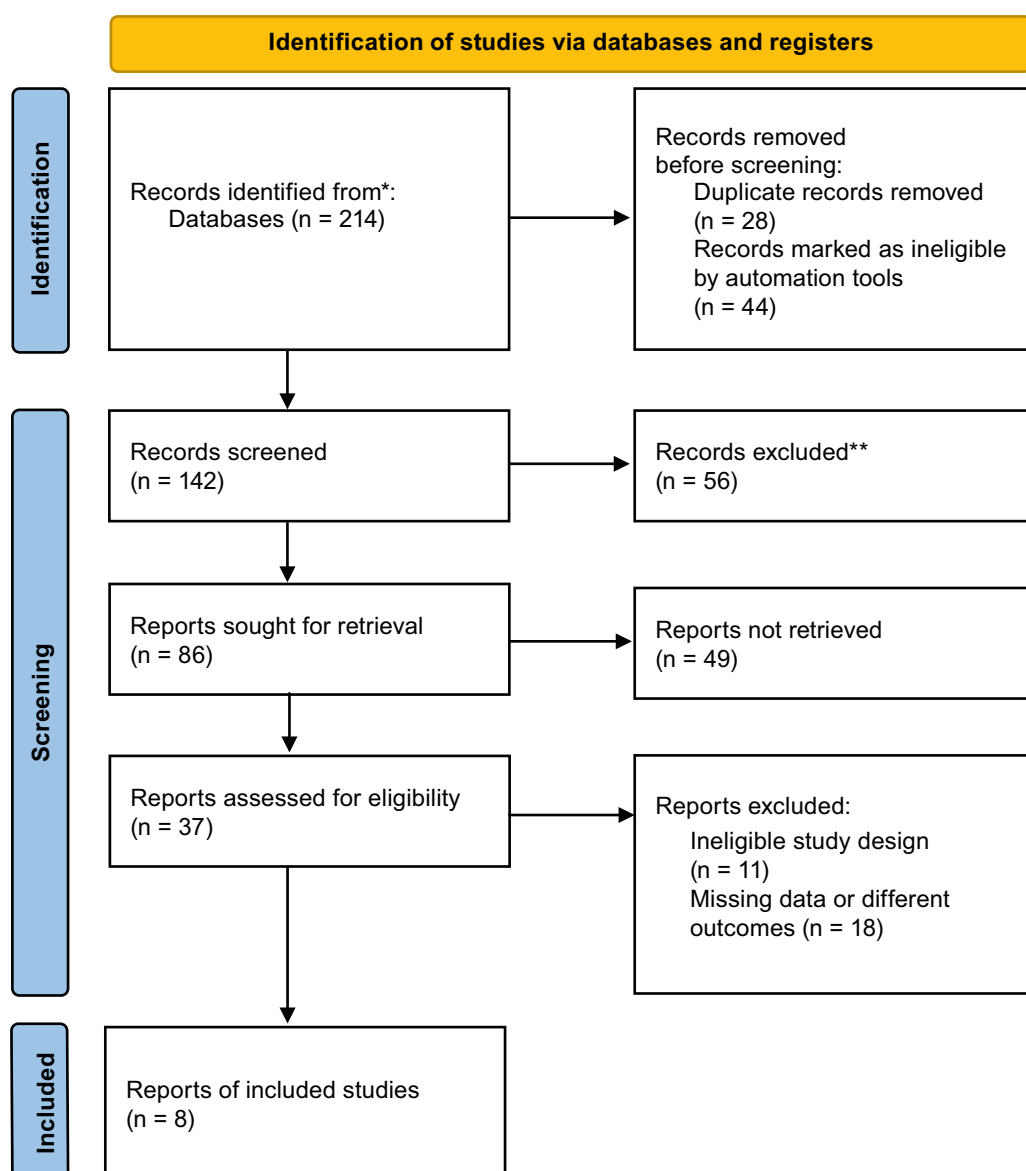 Identification of studies via databases and registers
Identification
Records identified from*:
Databases (n = 214)
Records removed
before screening:
Duplicate records removed
(n = 28)
Records marked as ineligible
by automation tools
(n = 44)
Screening
Records screened
(n = 142)
Records excluded**
(n = 56)
Reports sought for retrieval
(n = 86)
Reports not retrieved
(n = 49)
Reports assessed for eligibility
(n = 37)
Reports excluded:
Ineligible study design
(n = 11)
Missing data or different
outcomes (n = 18)
Included
Reports of included studies
(n = 8)